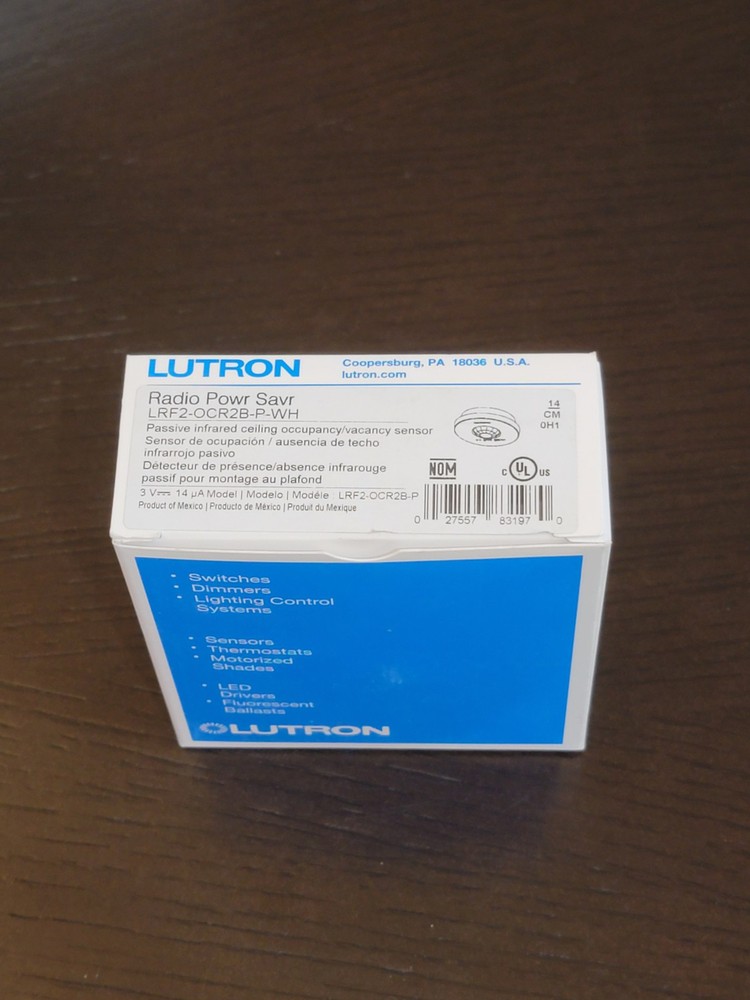 LUTRON
Coopersburg, PA 18036 U.S.A.
lutron.com
Radio Powr Savr
LRF2-OCR2B-P-WH
Passive infrared ceiling occupancy/vacancy sensor
Sensor de ocupación / ausencia de techo
infrarrojo pasivo
Détecteur de présence/absence infrarouge
passif pour montage au plafond
3 V⎓ 14 µA Model | Modelo | Modèle : LRF2-OCR2B-P
Product of Mexico | Producto de México | Produit du Mexique
14
CM
0H1
NOM
c UL us
0 27557 83197 0
• Switches
• Dimmers
• Lighting Control
Systems
• Sensors
• Thermostats
• Motorized
Shades
• LED
Drivers
• Fluorescent
Ballasts
LUTRON